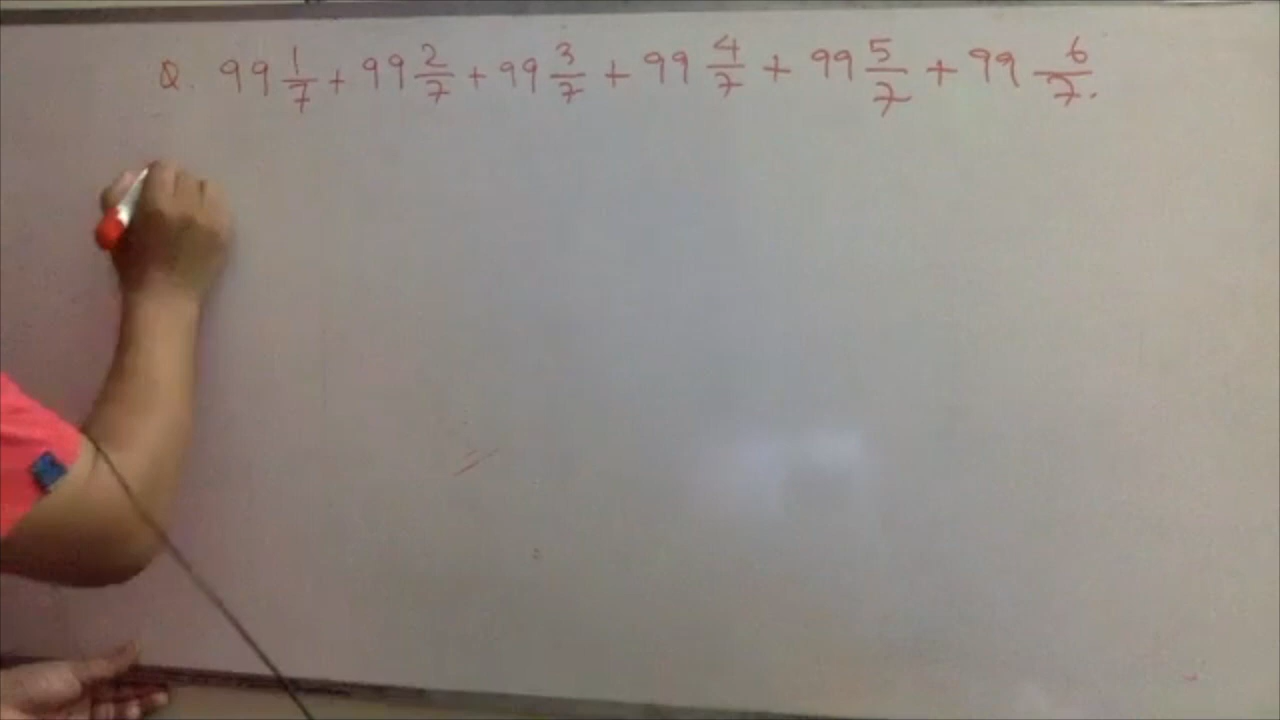 Q. 99 1/7 + 99 2/7 + 99 3/7 + 99 4/7 + 99 5/7 + 99 6/7.